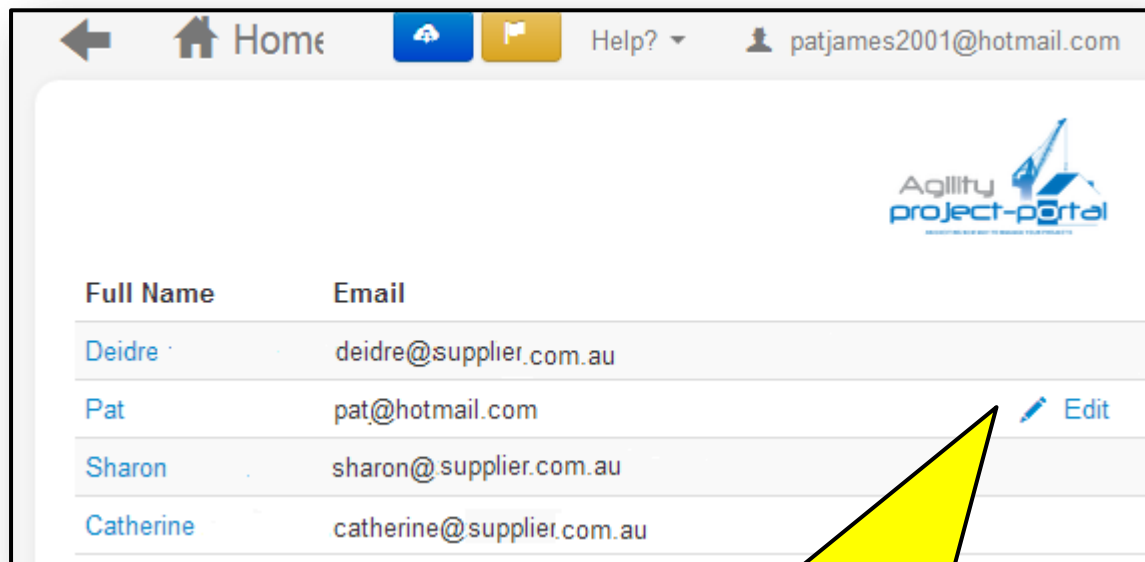 Home Help? patjames2001@hotmail.com
Agility
project-portal
Full Name Email
Deidre deidre@supplier.com.au
Pat pat@hotmail.com Edit
Sharon sharon@supplier.com.au
Catherine catherine@supplier.com.au